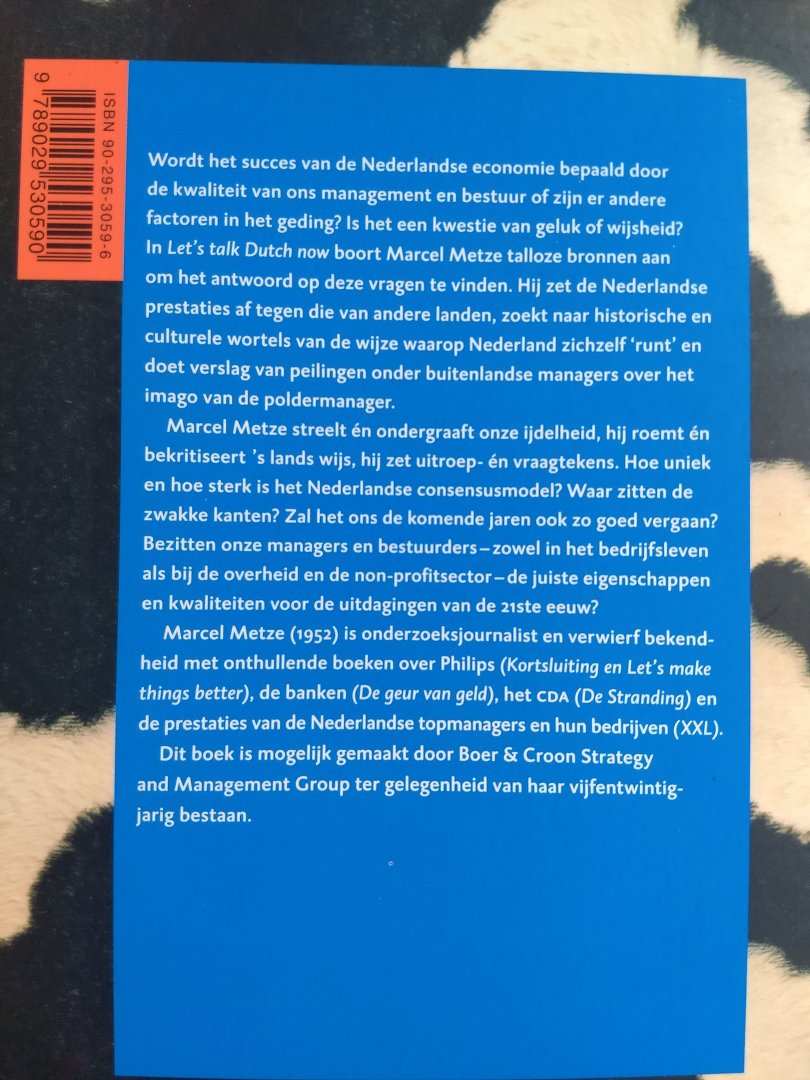 ISBN 90-295-3059-6
9 789029 530590
Wordt het succes van de Nederlandse economie bepaald door
de kwaliteit van ons management en bestuur of zijn er andere
factoren in het geding? Is het een kwestie van geluk of wijsheid?
In Let's talk Dutch now boort Marcel Metze talloze bronnen aan
om het antwoord op deze vragen te vinden. Hij zet de Nederlandse
prestaties af tegen die van andere landen, zoekt naar historische en
culturele wortels van de wijze waarop Nederland zichzelf ‘runt’ en
doet verslag van peilingen onder buitenlandse managers over het
imago van de poldermanager.
Marcel Metze streelt én ondergraaft onze ijdelheid, hij roemt én
bekritiseert 's lands wijs, hij zet uitroep- én vraagtekens. Hoe uniek
en hoe sterk is het Nederlandse consensusmodel? Waar zitten de
zwakke kanten? Zal het ons de komende jaren ook zo goed vergaan?
Bezitten onze managers en bestuurders – zowel in het bedrijfsleven
als bij de overheid en de non-profitsector – de juiste eigenschappen
en kwaliteiten voor de uitdagingen van de 21ste eeuw?
Marcel Metze (1952) is onderzoeksjournalist en verwierf bekend-
heid met onthullende boeken over Philips (Kortsluiting en Let's make
things better), de banken (De geur van geld), het CDA (De Stranding) en
de prestaties van de Nederlandse topmanagers en hun bedrijven (XXL).
Dit boek is mogelijk gemaakt door Boer & Croon Strategy
and Management Group ter gelegenheid van haar vijfentwintig-
jarig bestaan.